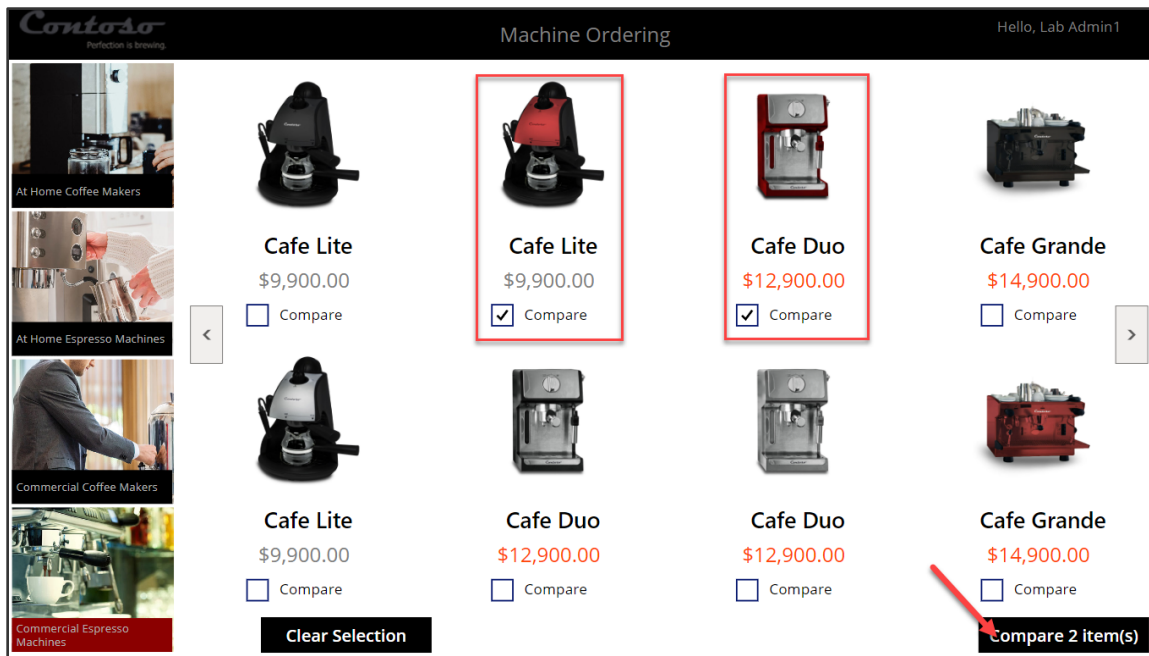 Contoso
Perfection is brewing.
Machine Ordering
Hello, Lab Admin1
At Home Coffee Makers
At Home Espresso Machines
Commercial Coffee Makers
Commercial Espresso
Machines
<
Cafe Lite
$9,900.00
Compare
Cafe Lite
$9,900.00
Compare
Cafe Duo
$12,900.00
Compare
Cafe Grande
$14,900.00
Compare
>
Cafe Lite
$9,900.00
Compare
Cafe Duo
$12,900.00
Compare
Cafe Duo
$12,900.00
Compare
Cafe Grande
$14,900.00
Compare
Clear Selection
Compare 2 item(s)